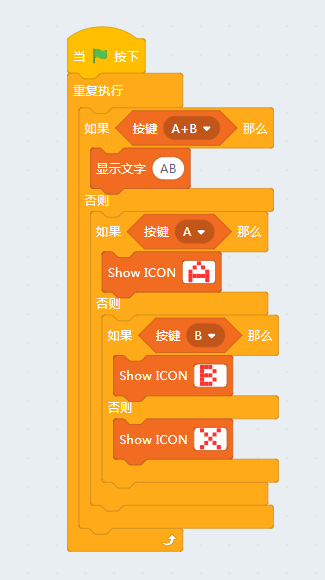 当 按下
重复执行
如果 按键 A+B 那么
显示文字 AB
否则
如果 按键 A 那么
Show ICON A
否则
如果 按键 B 那么
Show ICON B
否则
Show ICON X